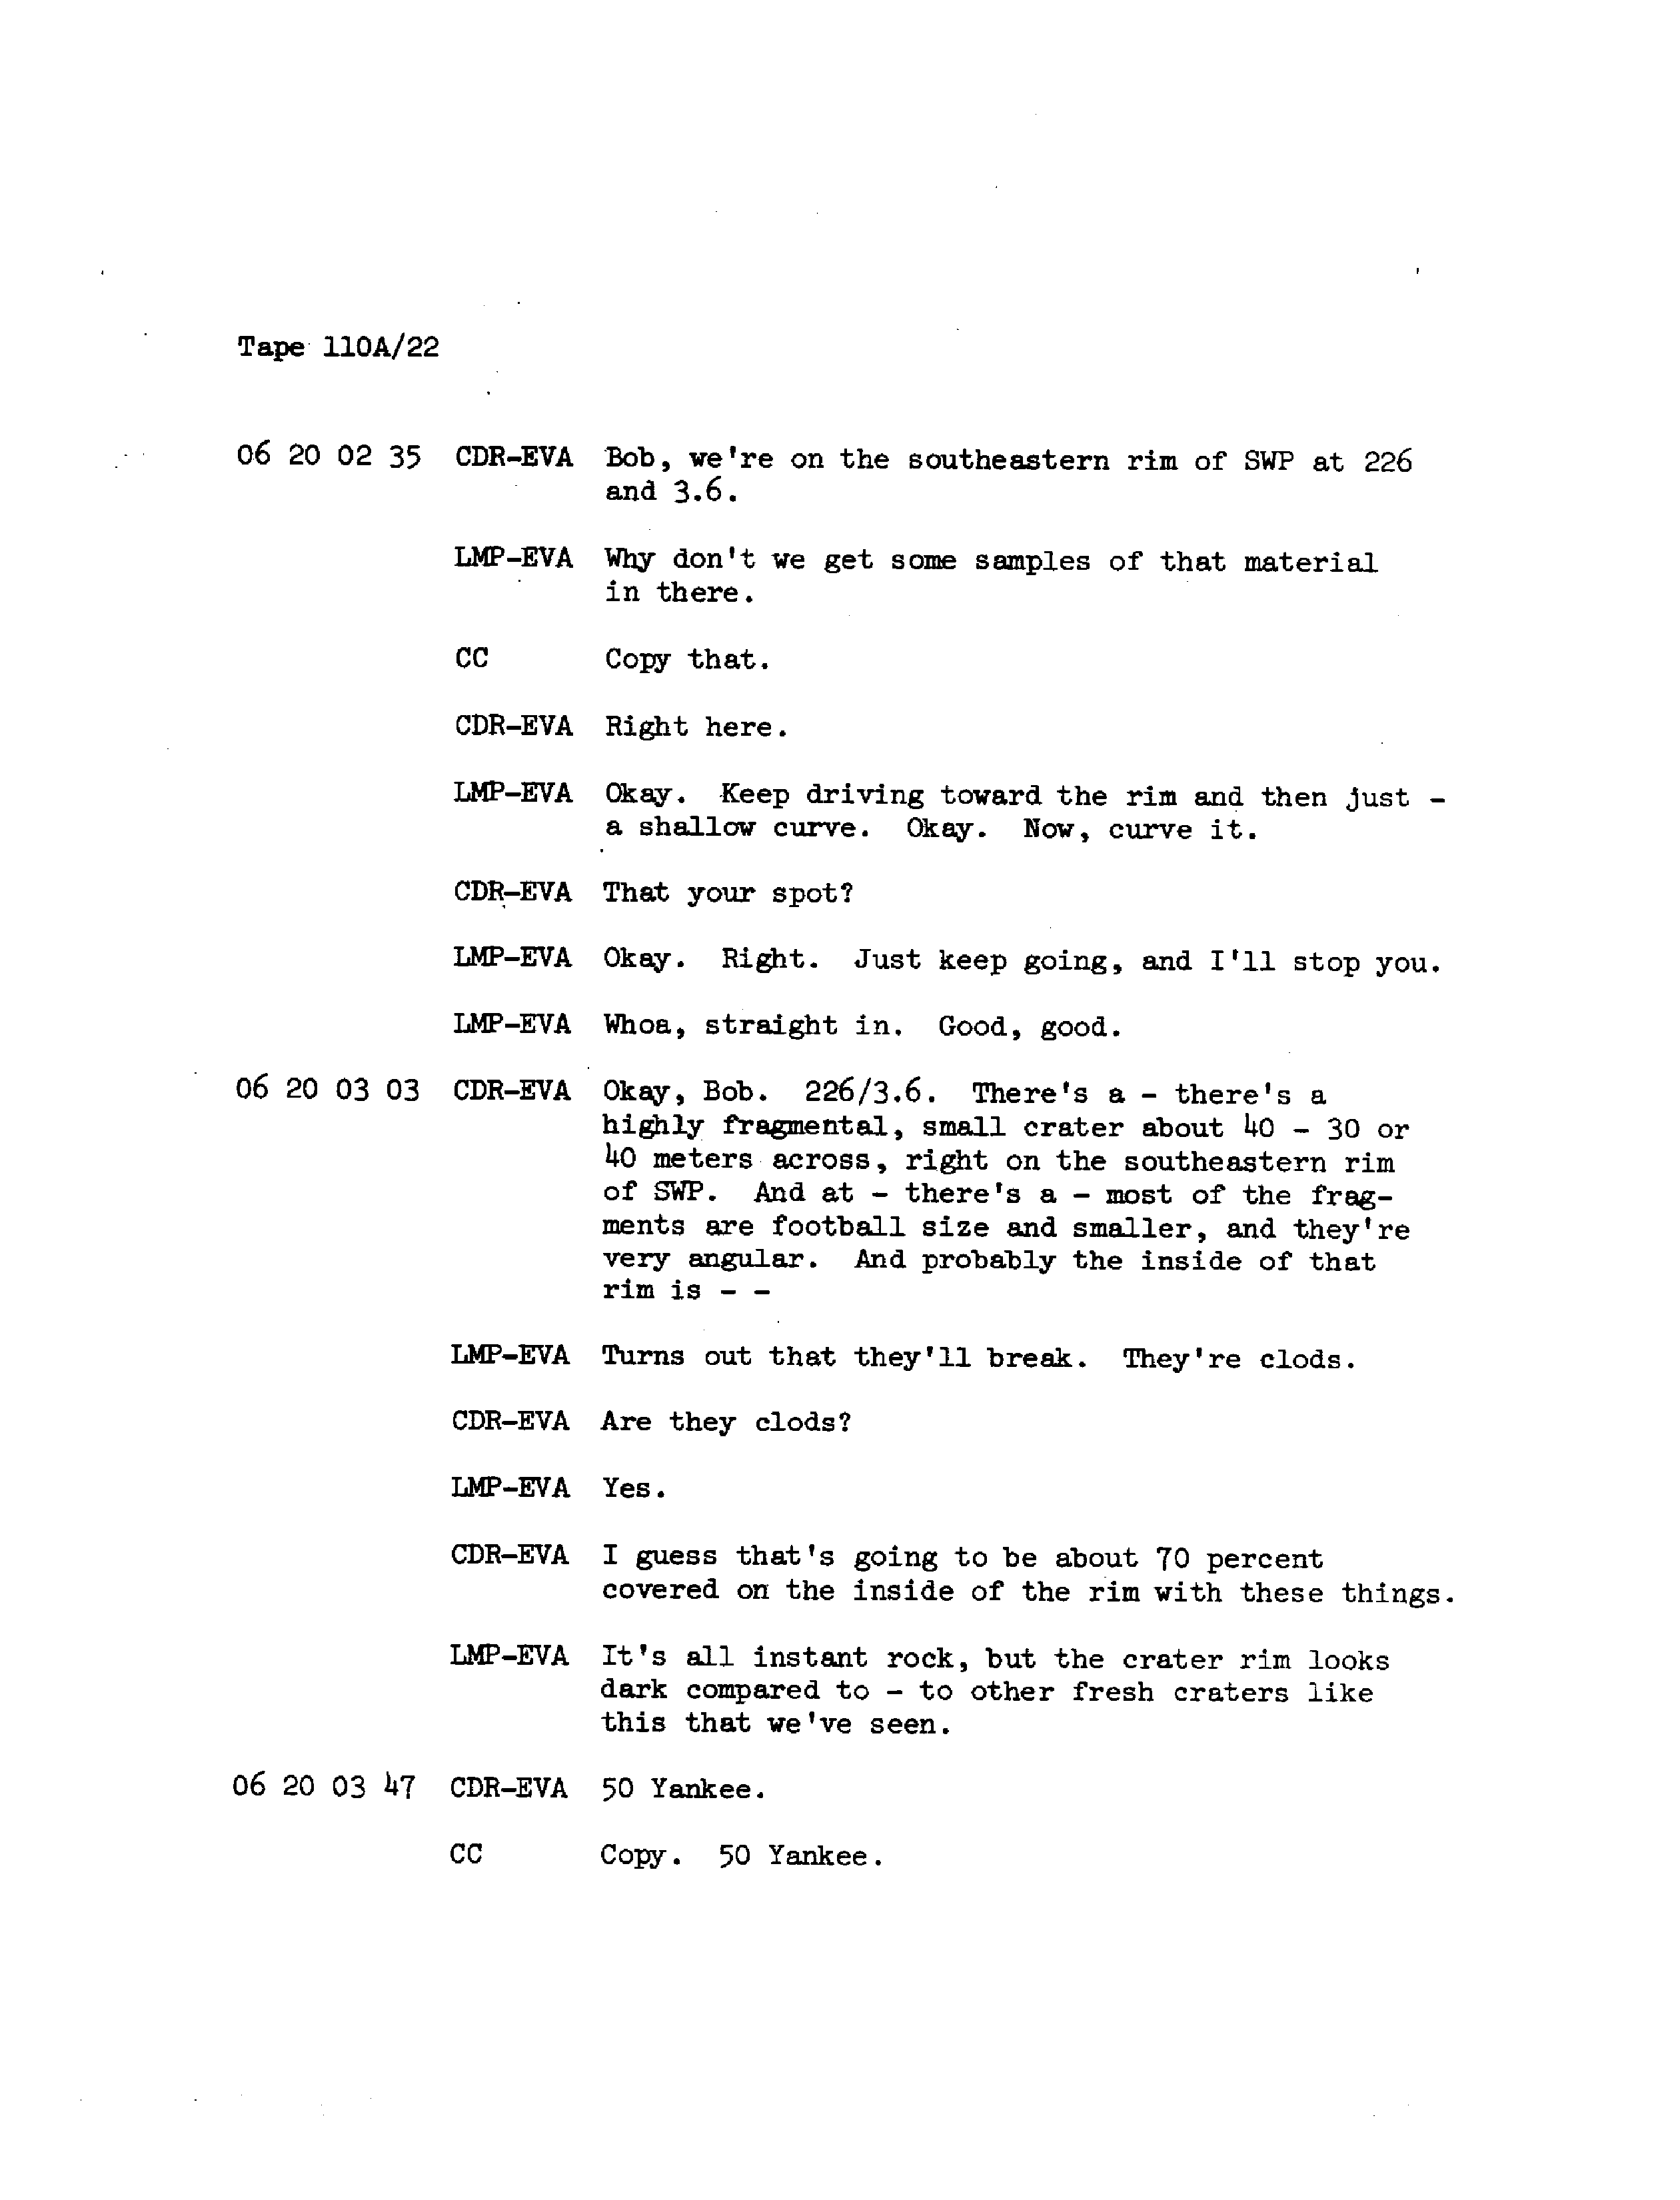 Tape 110A/22
06 20 02 35 CDR-EVA Bob, we're on the southeastern rim of SWP at 226
and 3.6.
LMP-EVA Why don't we get some samples of that material
in there.
CC Copy that.
CDR-EVA Right here.
LMP-EVA Okay. Keep driving toward the rim and then just -
a shallow curve. Okay. Now, curve it.
CDR-EVA That your spot?
LMP-EVA Okay. Right. Just keep going, and I'll stop you.
LMP-EVA Whoa, straight in. Good, good.
06 20 03 03 CDR-EVA Okay, Bob. 226/3.6. There's a - there's a
highly fragmental, small crater about 40 - 30 or
40 meters across, right on the southeastern rim
of SWP. And at - there's a - most of the frag-
ments are football size and smaller, and they're
very angular. And probably the inside of that
rim is - -
LMP-EVA Turns out that they'll break. They're clods.
CDR-EVA Are they clods?
LMP-EVA Yes.
CDR-EVA I guess that's going to be about 70 percent
covered on the inside of the rim with these things.
LMP-EVA It's all instant rock, but the crater rim looks
dark compared to - to other fresh craters like
this that we've seen.
06 20 03 47 CDR-EVA 50 Yankee.
CC Copy. 50 Yankee.